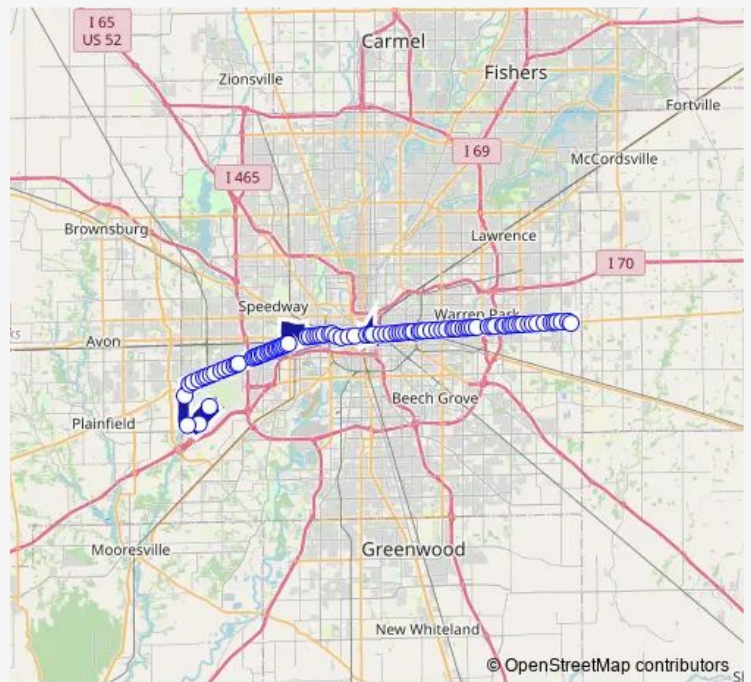 I 65
US 52
Carmel
Zionsville
Fishers
Fortville
I 69
McCordsville
I 465
Brownsburg
Lawrence
I 70
Speedway
Warren Park
Avon
Beech Grove
Plainfield
Mooresville
Greenwood
New Whiteland
© OpenStreetMap contributors